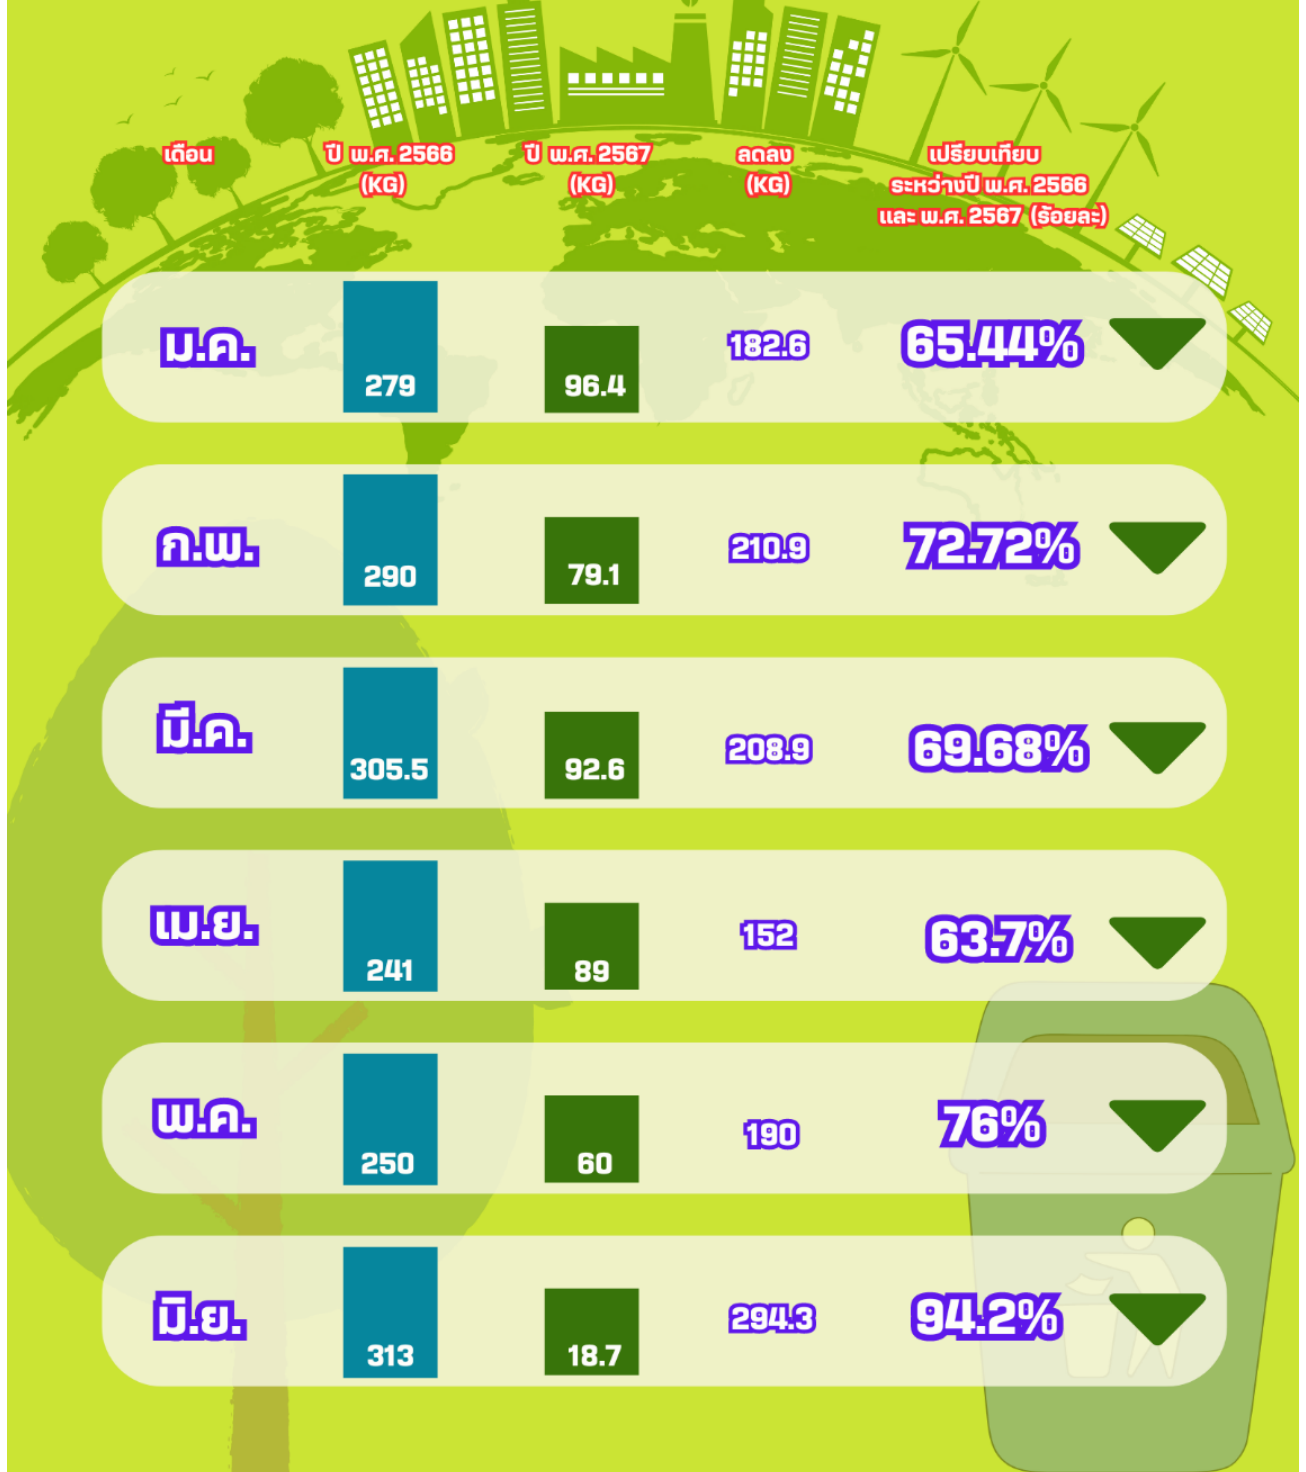 เดือน ปี พ.ศ. 2566 ปี พ.ศ. 2567 ลดลง เปรียบเทียบ
(KG) (KG) (KG) ระหว่างปี พ.ศ. 2566
และ พ.ศ. 2567 (ร้อยละ)
ม.ค. 279 96.4 182.6 65.44%
ก.พ. 290 79.1 210.9 72.72%
มี.ค. 305.5 92.6 208.9 69.68%
เม.ย. 241 89 152 63.7%
พ.ค. 250 60 190 76%
มิ.ย. 313 18.7 294.3 94.2%